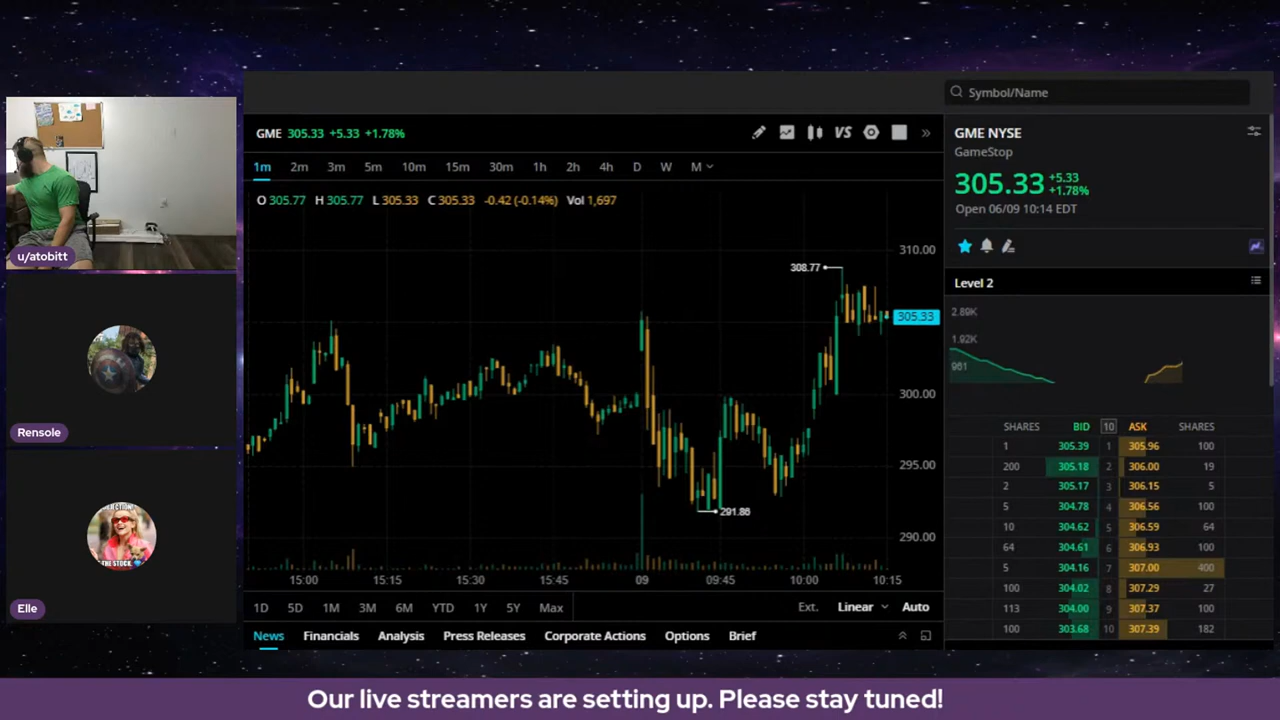 Symbol/Name
GME 305.33 +5.33 +1.78%
VS
1m 2m 3m 5m 10m 15m 30m 1h 2h 4h D W M
O 305.77 H 305.77 L 305.33 C 305.33 -0.42 (-0.14%) Vol 1,697
310.00
308.77
305.33
300.00
295.00
291.86
290.00
15:00 15:15 15:30 15:45 09 09:45 10:00 10:15
1D 5D 1M 3M 6M YTD 1Y 5Y Max Ext. Linear Auto
News Financials Analysis Press Releases Corporate Actions Options Brief
GME NYSE
GameStop
305.33 +5.33
+1.78%
Open 06/09 10:14 EDT
Level 2
2.89K
1.92K
961
SHARES BID 10 ASK SHARES
1 305.39 1 305.96 100
200 305.18 2 306.00 19
2 305.17 3 306.15 5
5 304.78 4 306.56 100
10 304.62 5 306.59 64
64 304.61 6 306.93 100
5 304.16 7 307.00 400
100 304.02 8 307.29 27
113 304.00 9 307.37 100
100 303.68 10 307.39 182
u/atobitt
Rensole
THE STOCK
Elle
Our live streamers are setting up. Please stay tuned!